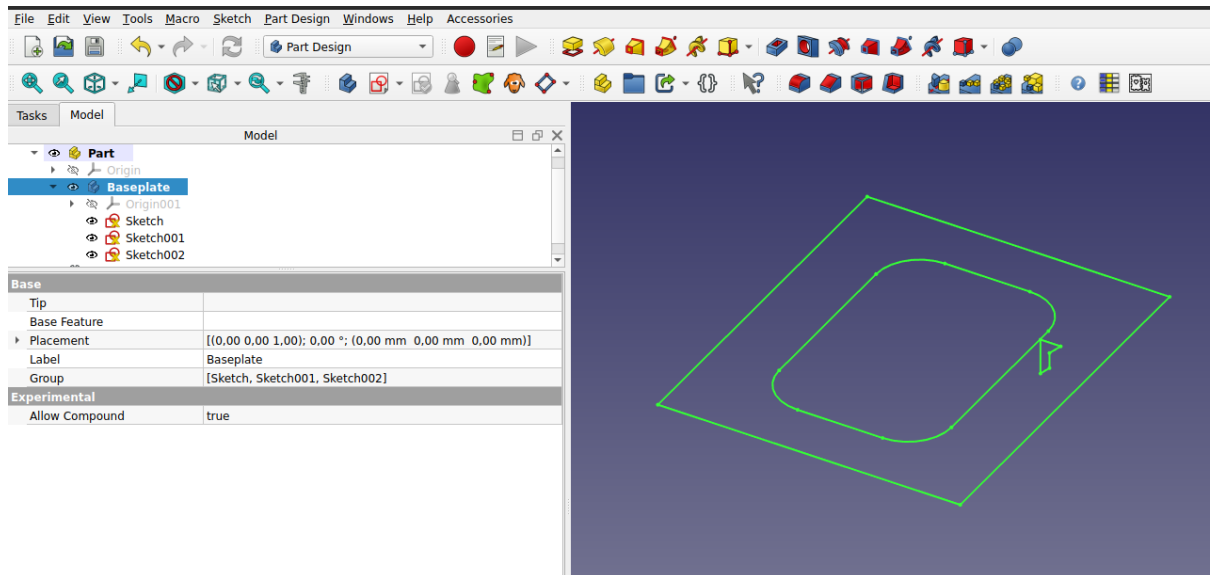 File Edit View Tools Macro Sketch Part Design Windows Help Accessories
Part Design
Tasks Model
Model
Part
Origin
Baseplate
Origin001
Sketch
Sketch001
Sketch002
Base
Tip
Base Feature
Placement [(0,00 0,00 1,00); 0,00 °; (0,00 mm 0,00 mm 0,00 mm)]
Label Baseplate
Group [Sketch, Sketch001, Sketch002]
Experimental
Allow Compound true